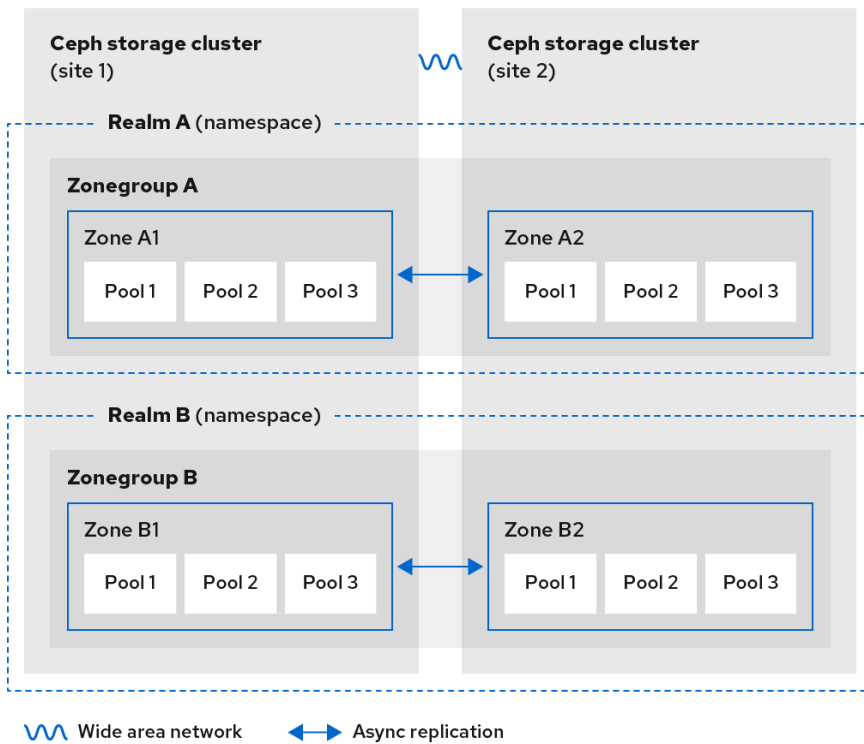 Ceph storage cluster
(site 1)
Ceph storage cluster
(site 2)
Realm A (namespace)
Zonegroup A
Zone A1
Pool 1 Pool 2 Pool 3
Zone A2
Pool 1 Pool 2 Pool 3
Realm B (namespace)
Zonegroup B
Zone B1
Pool 1 Pool 2 Pool 3
Zone B2
Pool 1 Pool 2 Pool 3
Wide area network
Async replication